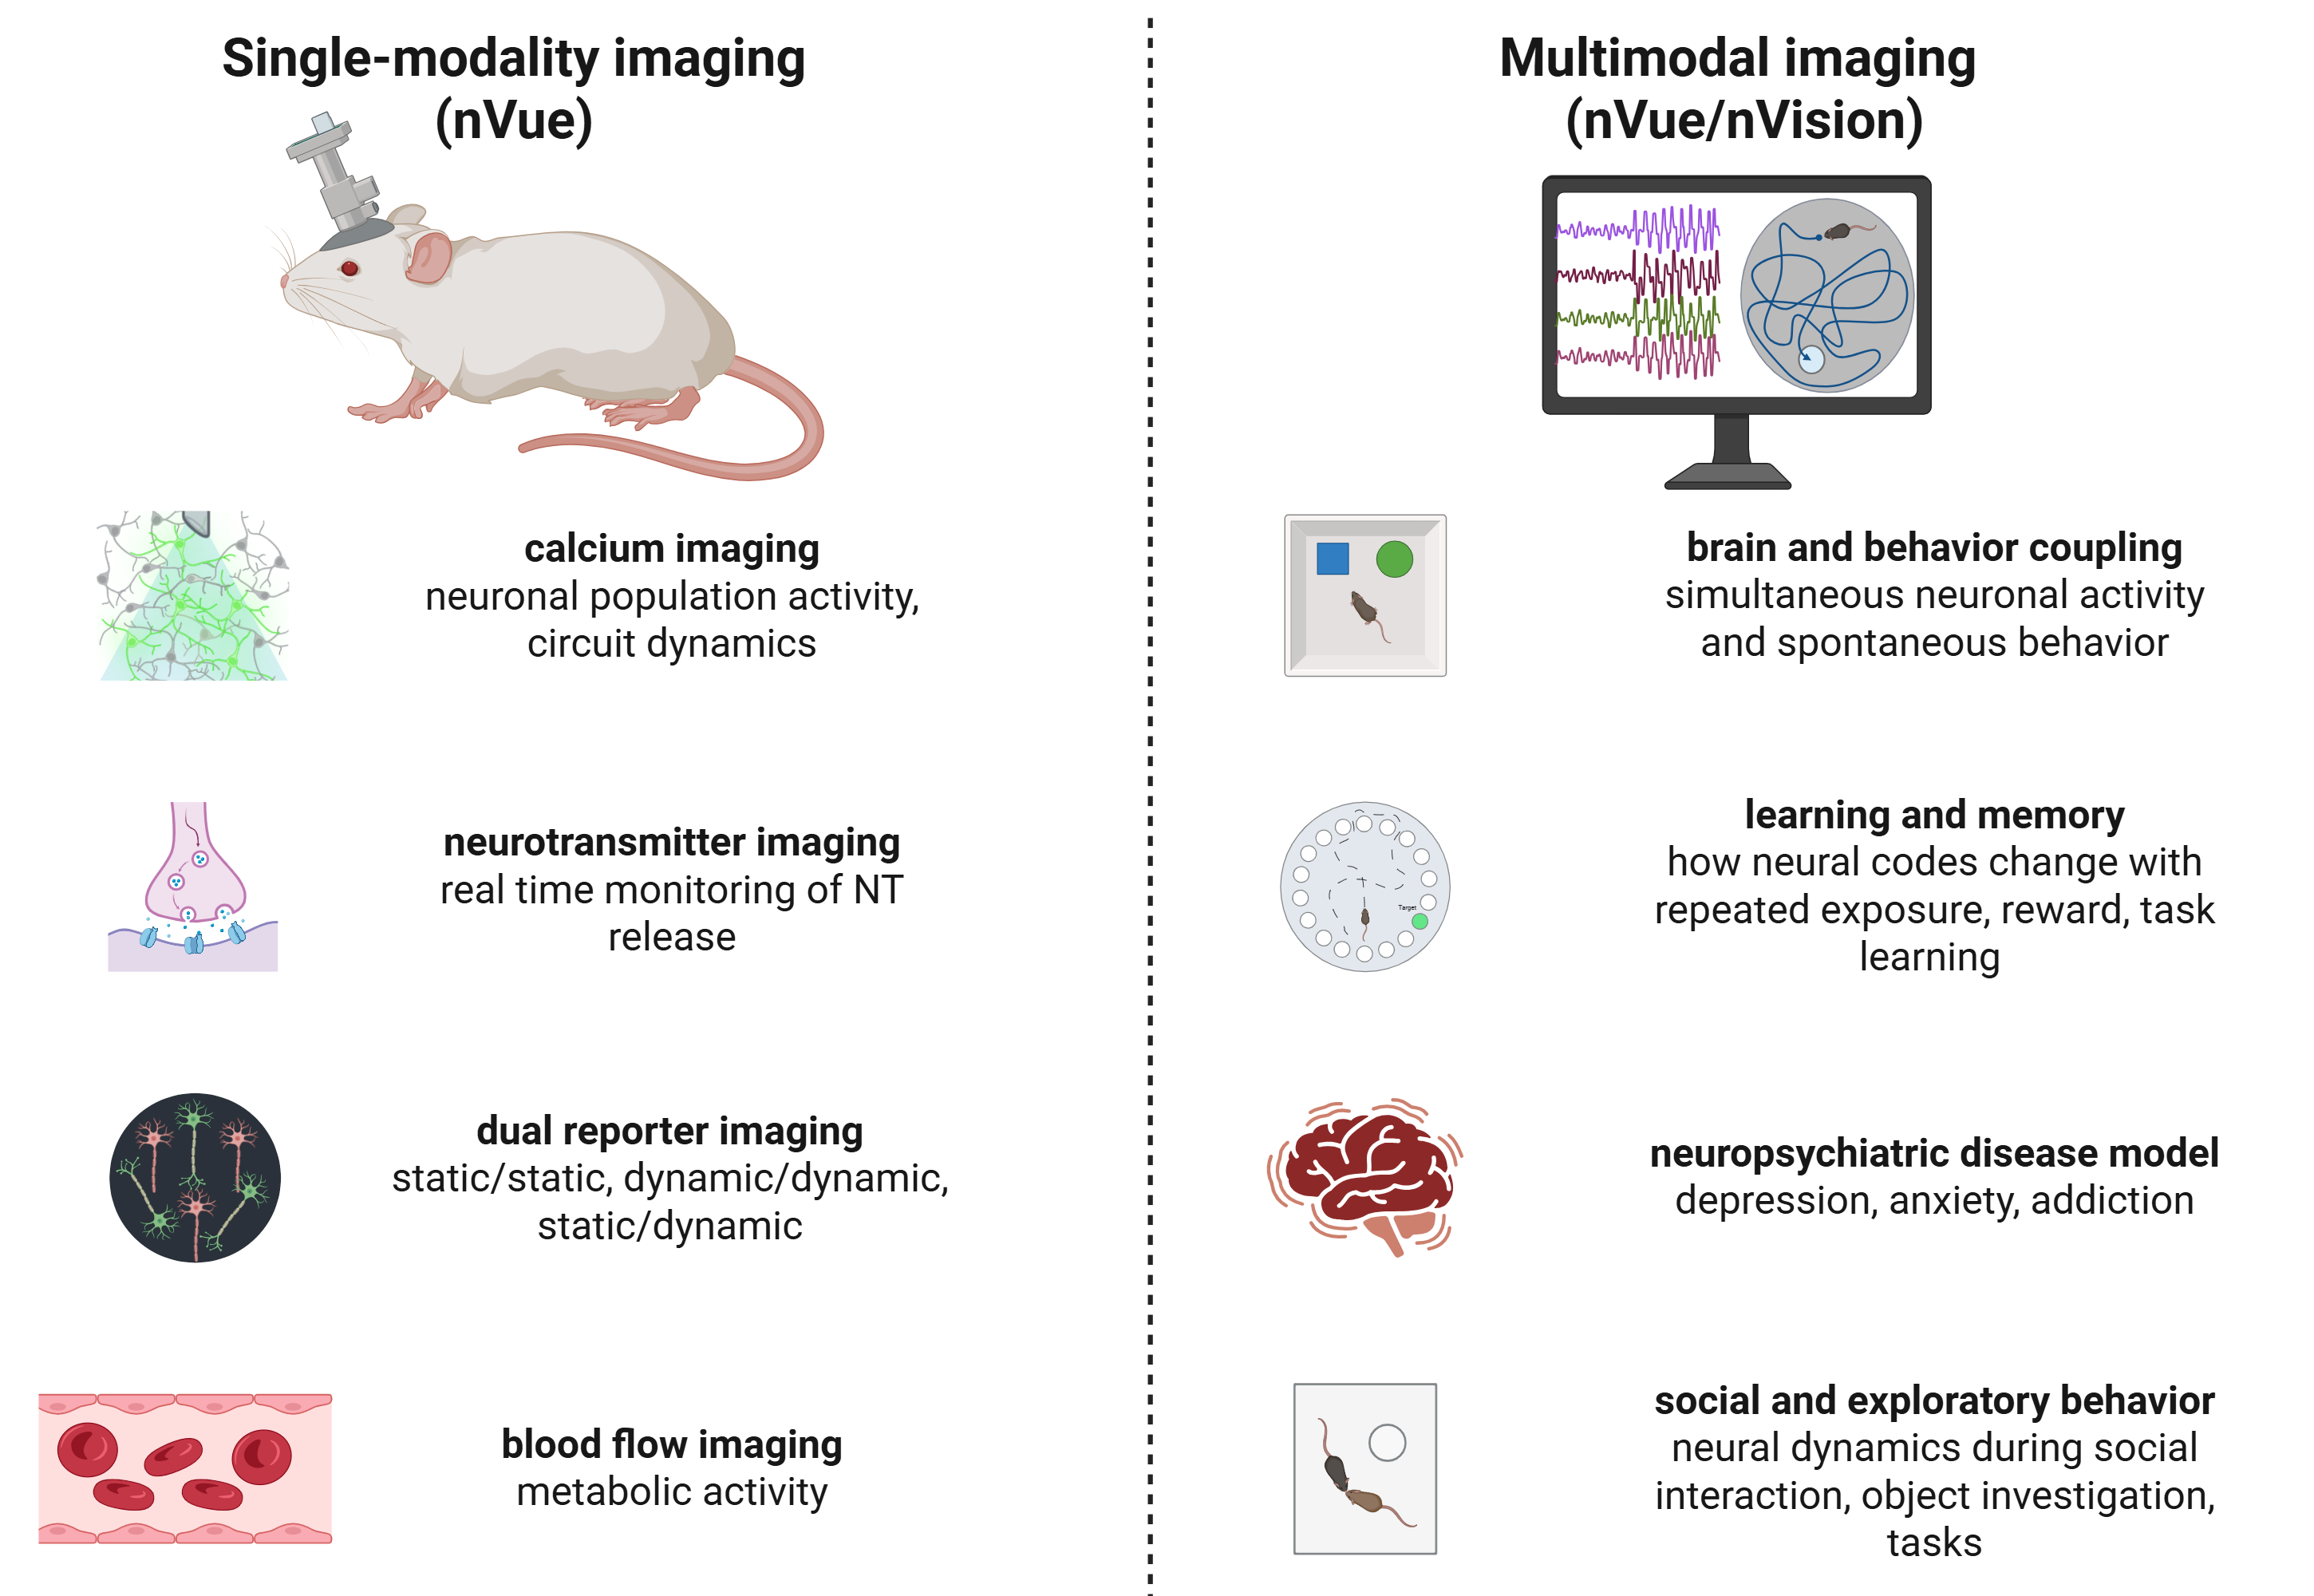 Single-modality imaging
(nVue)
calcium imaging
neuronal population activity,
circuit dynamics
neurotransmitter imaging
real time monitoring of NT
release
dual reporter imaging
static/static, dynamic/dynamic,
static/dynamic
blood flow imaging
metabolic activity
Multimodal imaging
(nVue/nVision)
brain and behavior coupling
simultaneous neuronal activity
and spontaneous behavior
learning and memory
how neural codes change with
repeated exposure, reward, task
learning
Target
neuropsychiatric disease model
depression, anxiety, addiction
social and exploratory behavior
neural dynamics during social
interaction, object investigation,
tasks